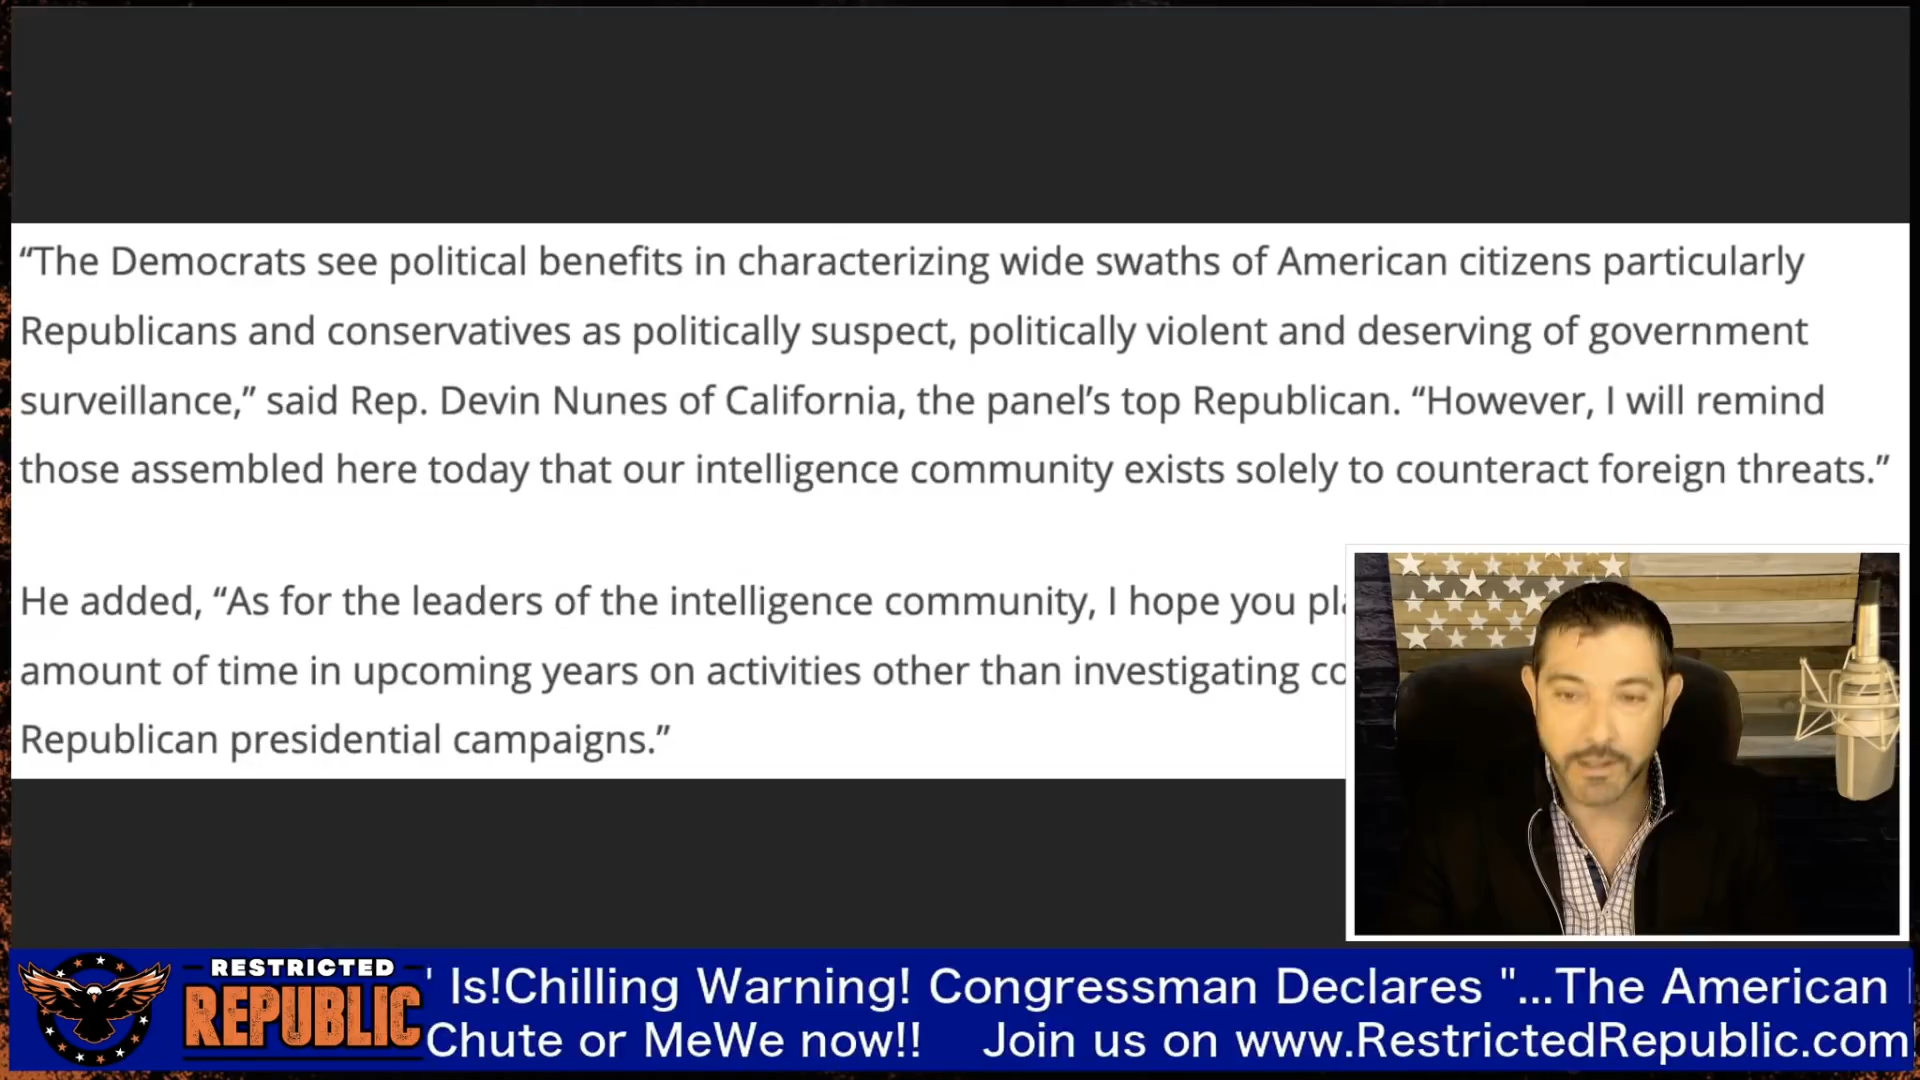 “The Democrats see political benefits in characterizing wide swaths of American citizens particularly
Republicans and conservatives as politically suspect, politically violent and deserving of government
surveillance,” said Rep. Devin Nunes of California, the panel’s top Republican. “However, I will remind
those assembled here today that our intelligence community exists solely to counteract foreign threats.”
He added, “As for the leaders of the intelligence community, I hope you
amount of time in upcoming years on activities other than investigating
Republican presidential campaigns.”
RESTRICTED
REPUBLIC
' Is!Chilling Warning! Congressman Declares "...The American
Chute or MeWe now!! Join us on www.RestrictedRepublic.com